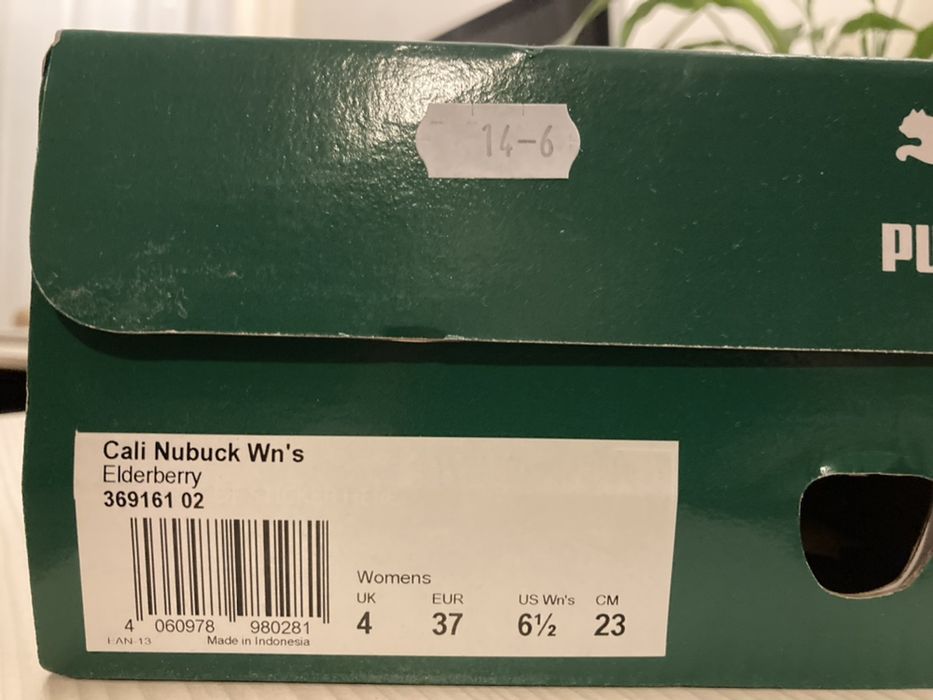 14-6
PU
Cali Nubuck Wn's
Elderberry
369161 02
4 060978 980281
EAN-13 Made in Indonesia
Womens
UK EUR US Wn's CM
4 37 6½ 23